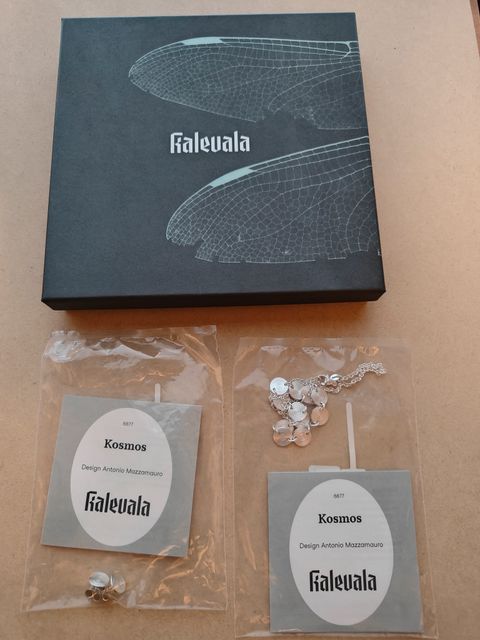 Kalevala
6877
Kosmos
Design Antonio Mazzamauro
Kalevala
6877
Kosmos
Design Antonio Mazzamauro
Kalevala